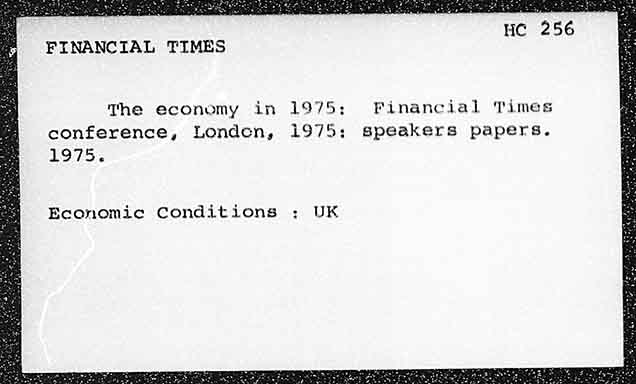 HC 256
FINANCIAL TIMES
The economy in 1975: Financial Times
conference, London, 1975: speakers papers.
1975.
Economic Conditions : UK